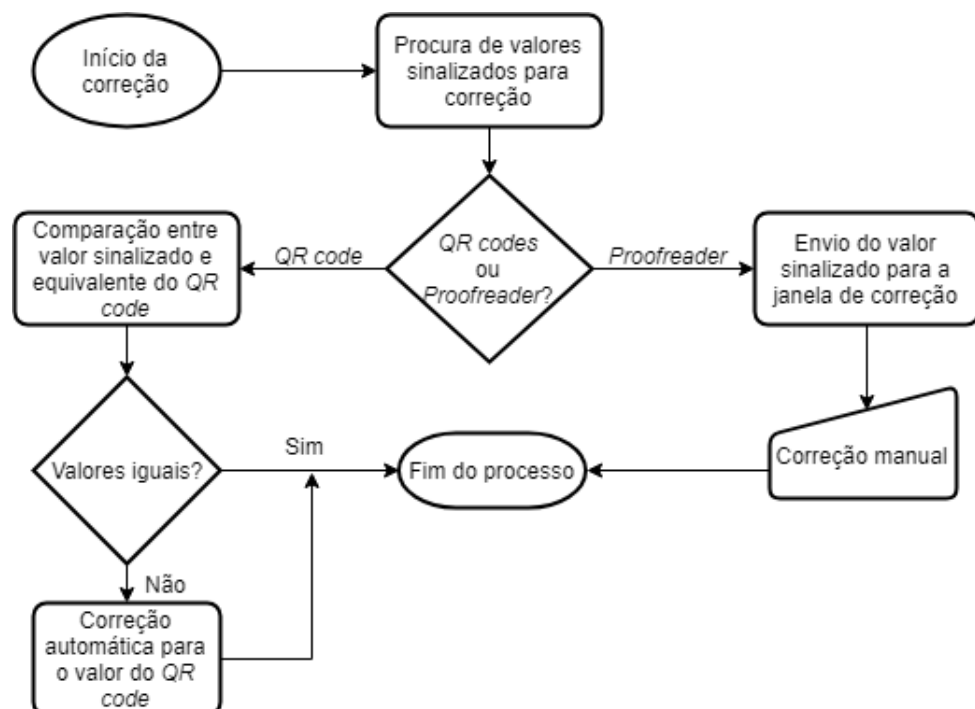 Início da
correção
Procura de valores
sinalizados para
correção
Comparação entre
valor sinalizado e
equivalente do QR
code
QR code
QR codes
ou
Proofreader?
Proofreader
Envio do valor
sinalizado para a
janela de correção
Valores iguais?
Sim
Fim do processo
Correção manual
Não
Correção
automática para
o valor do QR
code